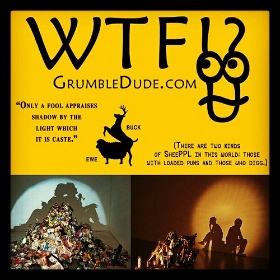 WTF!?
GRUMBLEDUDE.COM
"ONLY A FOOL APPRAISES
SHADOW BY THE
LIGHT WHICH
IT IS CASTE."
BUCK
EWE
(THERE ARE TWO KINDS
OF SHEEPPL IN THIS WORLD: THOSE
WITH LOADED PUNS AND THOSE WHO DIGG.)